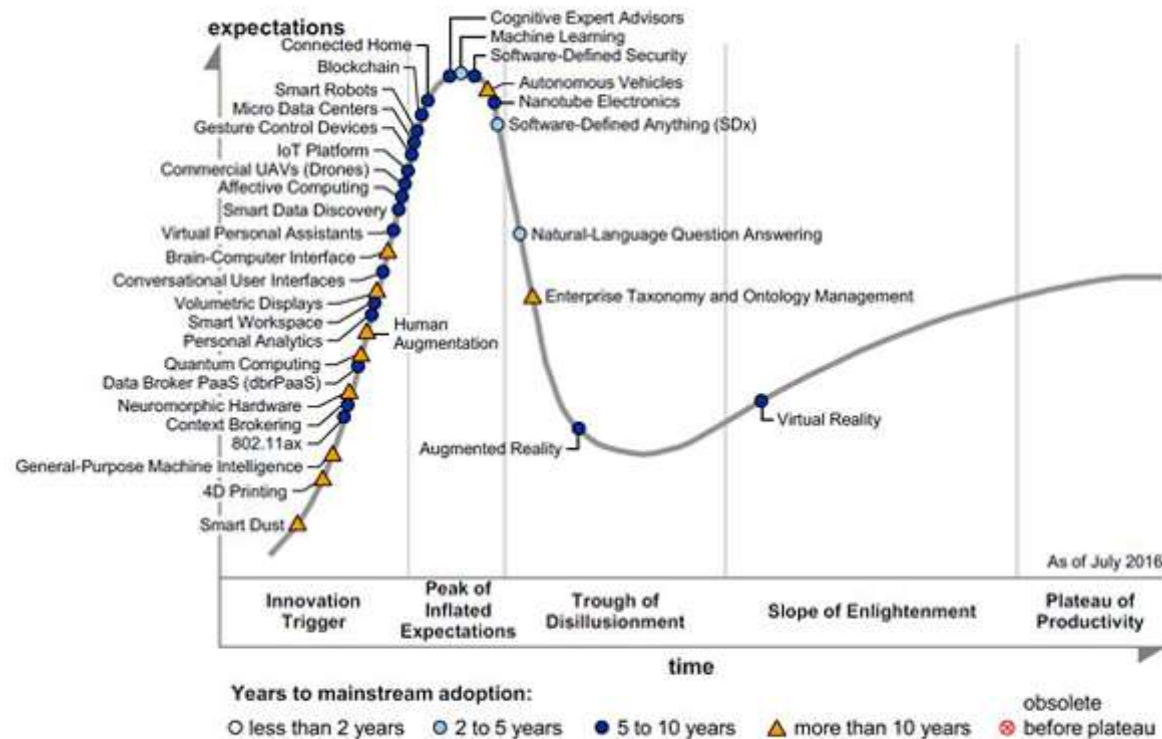 expectations
Cognitive Expert Advisors
Machine Learning
Software-Defined Security
Connected Home
Blockchain
Autonomous Vehicles
Smart Robots
Nanotube Electronics
Micro Data Centers
Gesture Control Devices
Software-Defined Anything (SDx)
IoT Platform
Commercial UAVs (Drones)
Affective Computing
Smart Data Discovery
Virtual Personal Assistants
Natural-Language Question Answering
Brain-Computer Interface
Conversational User Interfaces
Volumetric Displays
Enterprise Taxonomy and Ontology Management
Smart Workspace
Human
Augmentation
Personal Analytics
Quantum Computing
Data Broker PaaS (dbrPaaS)
Neuromorphic Hardware
Context Brokering
802.11ax
Virtual Reality
Augmented Reality
General-Purpose Machine Intelligence
4D Printing
Smart Dust
As of July 2016
Innovation
Trigger
Peak of
Inflated
Expectations
Trough of
Disillusionment
Slope of Enlightenment
Plateau of
Productivity
time
Years to mainstream adoption:
less than 2 years
2 to 5 years
5 to 10 years
more than 10 years
obsolete
before plateau